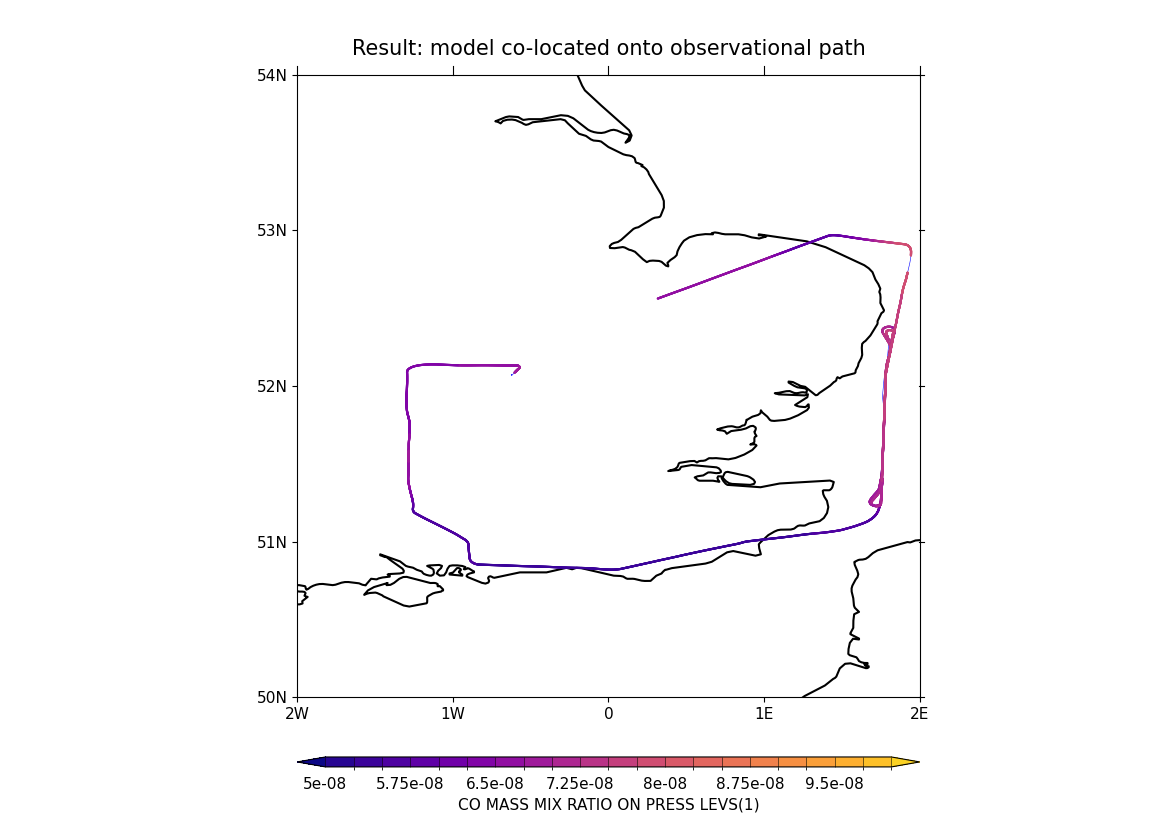 Result: model co-located onto observational path
54N
53N
52N
51N
50N
2W 1W 0 1E 2E
5e-08 5.75e-08 6.5e-08 7.25e-08 8e-08 8.75e-08 9.5e-08
CO MASS MIX RATIO ON PRESS LEVS(1)